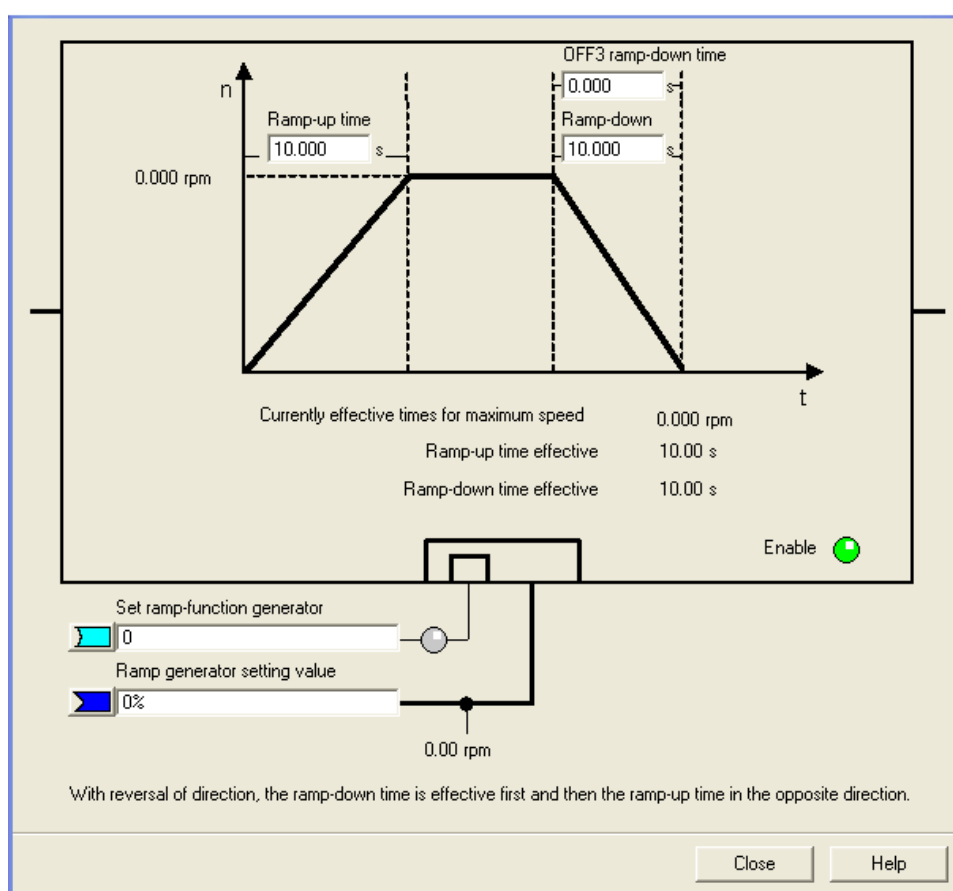 OFF3 ramp-down time
n
0.000 s
Ramp-up time
Ramp-down
10.000 s
10.000 s
0.000 rpm
t
Currently effective times for maximum speed 0.000 rpm
Ramp-up time effective 10.00 s
Ramp-down time effective 10.00 s
Enable
Set ramp-function generator
0
Ramp generator setting value
0%
0.00 rpm
With reversal of direction, the ramp-down time is effective first and then the ramp-up time in the opposite direction.
Close Help